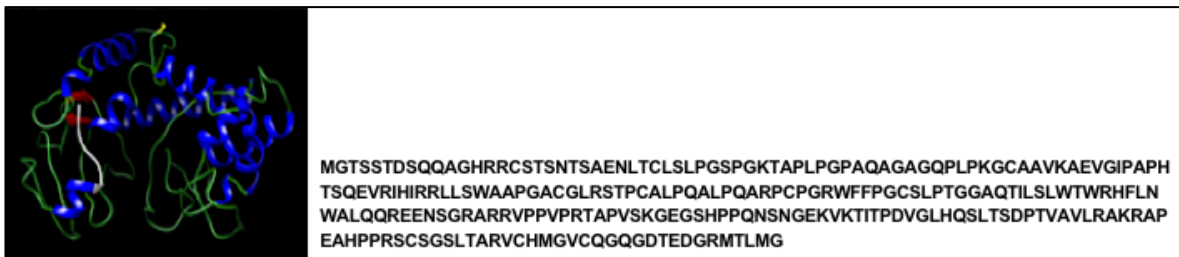 MGTSSTDSQQAGHRRCSTSNTSAENLTCLSLPGSPGKTAPLPGPAQAGAGQPLPKGCAAVKAEVGIPAPH
TSQEVRIHIRRLLSWAAPGACGLRSTPCALPQALPQARPCPGRWFFPGCSLPTGGAQTILSLWTWRHFLN
WALQQREENSGRARRVPPVPRTAPVSKGEGSHPPQNSNGEKVKTITPDVGLHQSLTSDPTVAVLRAKRAP
EAHPPRSCSGSLTARVCHMGVCQGQGDTEDGRMTLMG